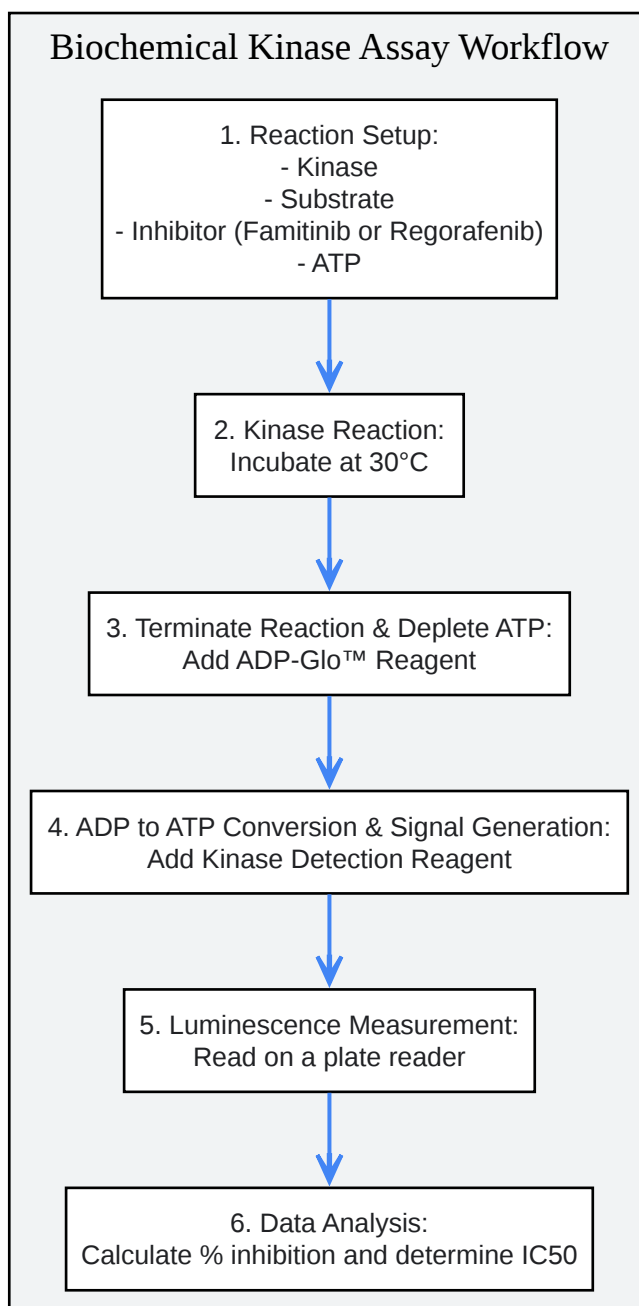 Biochemical Kinase Assay Workflow
1. Reaction Setup:
- Kinase
- Substrate
- Inhibitor (Famitinib or Regorafenib)
- ATP
2. Kinase Reaction:
Incubate at 30°C
3. Terminate Reaction & Deplete ATP:
Add ADP-Glo™ Reagent
4. ADP to ATP Conversion & Signal Generation:
Add Kinase Detection Reagent
5. Luminescence Measurement:
Read on a plate reader
6. Data Analysis:
Calculate % inhibition and determine IC50